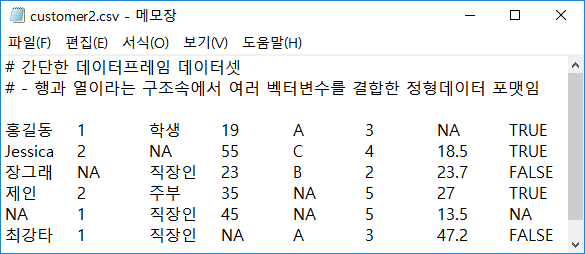 customer2.csv - 메모장
파일(F) 편집(E) 서식(O) 보기(V) 도움말(H)
# 간단한 데이터프레임 데이터셋
# - 행과 열이라는 구조속에서 여러 벡터변수를 결합한 정형데이터 포맷임
홍길동 1 학생 19 A 3 NA TRUE
Jessica 2 NA 55 C 4 18.5 TRUE
장그래 NA 직장인 23 B 2 23.7 FALSE
제인 2 주부 35 NA 5 27 TRUE
NA 1 직장인 45 NA 5 13.5 NA
최강타 1 직장인 NA A 3 47.2 FALSE